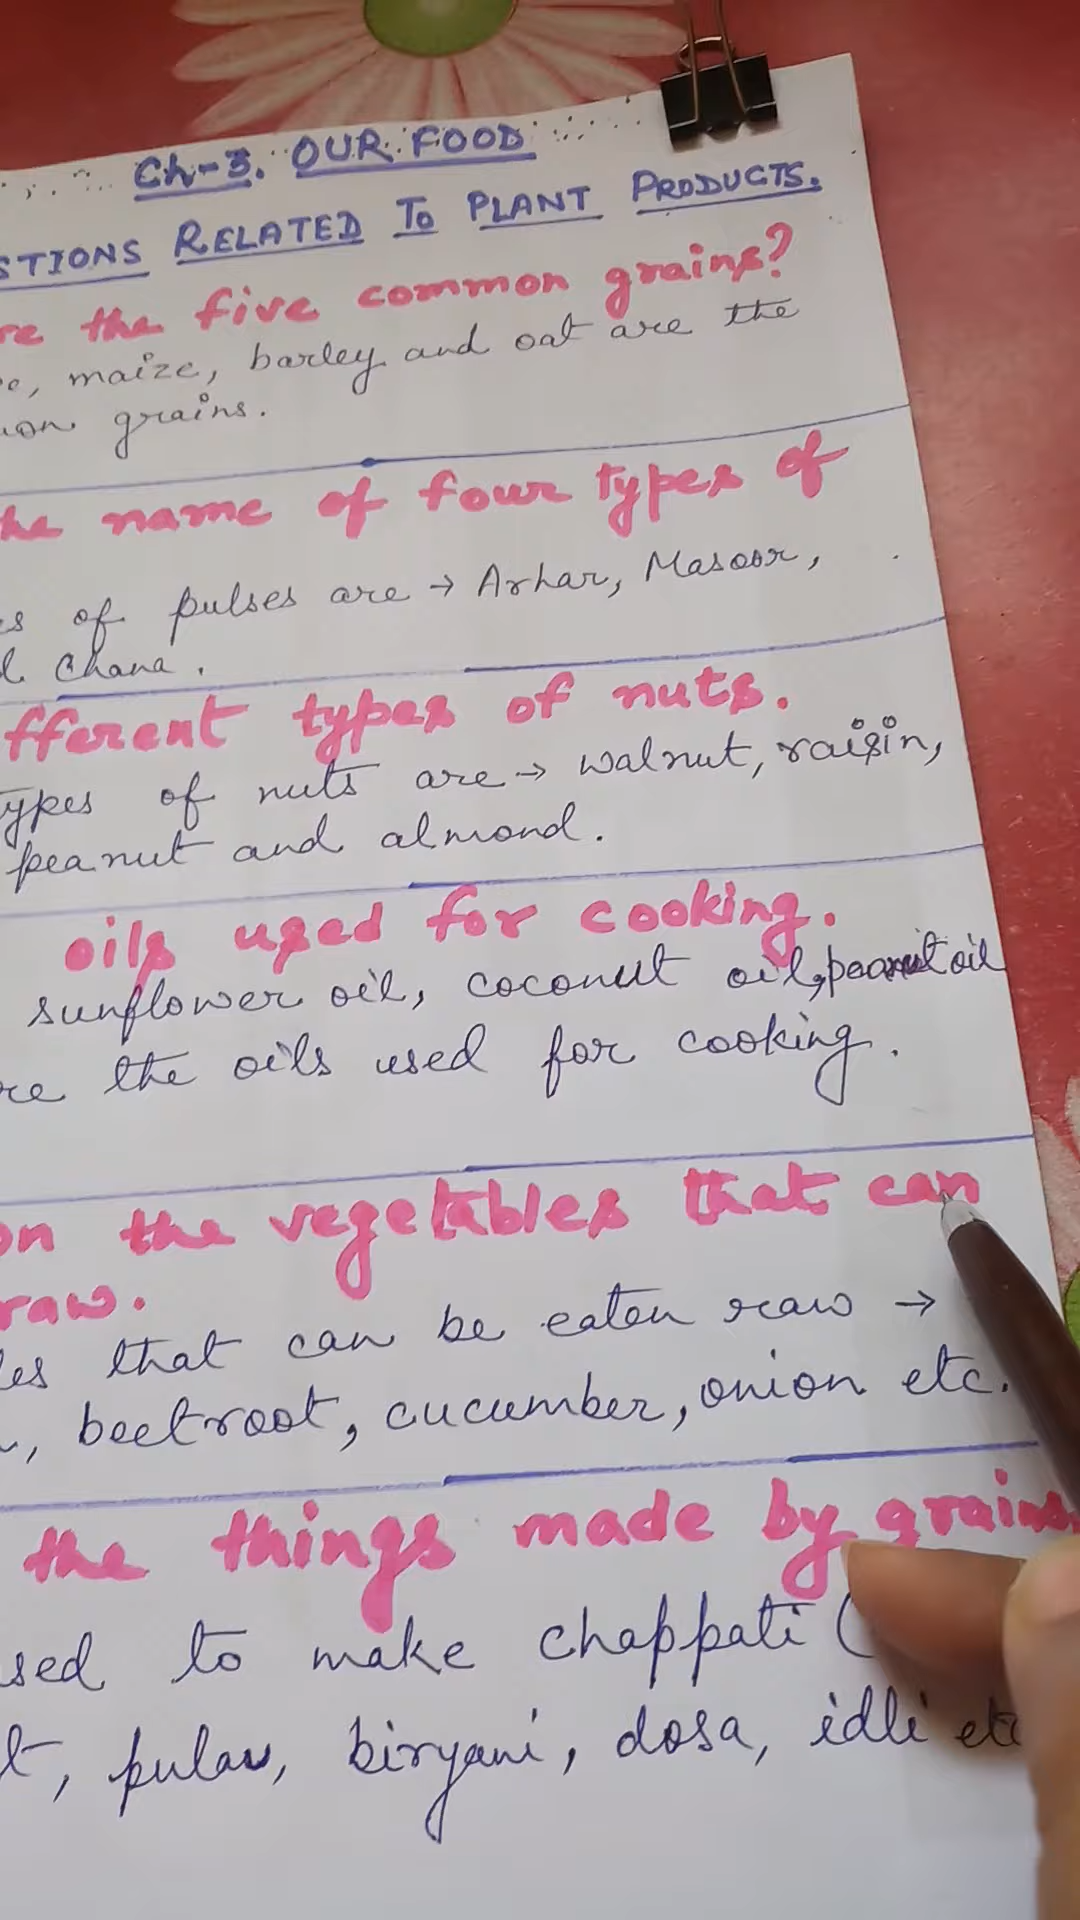 Ch-3. OUR FOOD
STIONS RELATED TO PLANT PRODUCTS.
re the five common grains?
e, maize, barley and oat are the
on grains.
he name of four types of
s of pulses are → Arhar, Masoor,
Chana.
fferent types of nuts.
types of nuts are → walnut, raisin,
peanut and almond.
oils used for cooking.
sunflower oil, coconut oil, peanut oil
re the oils used for cooking.
on the vegetables that can
raw.
les that can be eaten raw →
, beetroot, cucumber, onion etc.
the things made by grains.
sed to make chappati (
t, pulau, biryani, dosa, idli etc